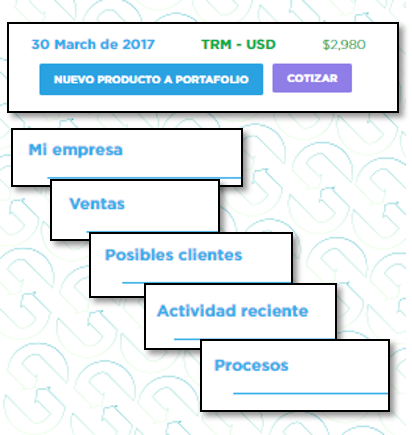 30 March de 2017 TRM - USD $2,980
NUEVO PRODUCTO A PORTAFOLIO COTIZAR
Mi empresa
Ventas
Posibles clientes
Actividad reciente
Procesos